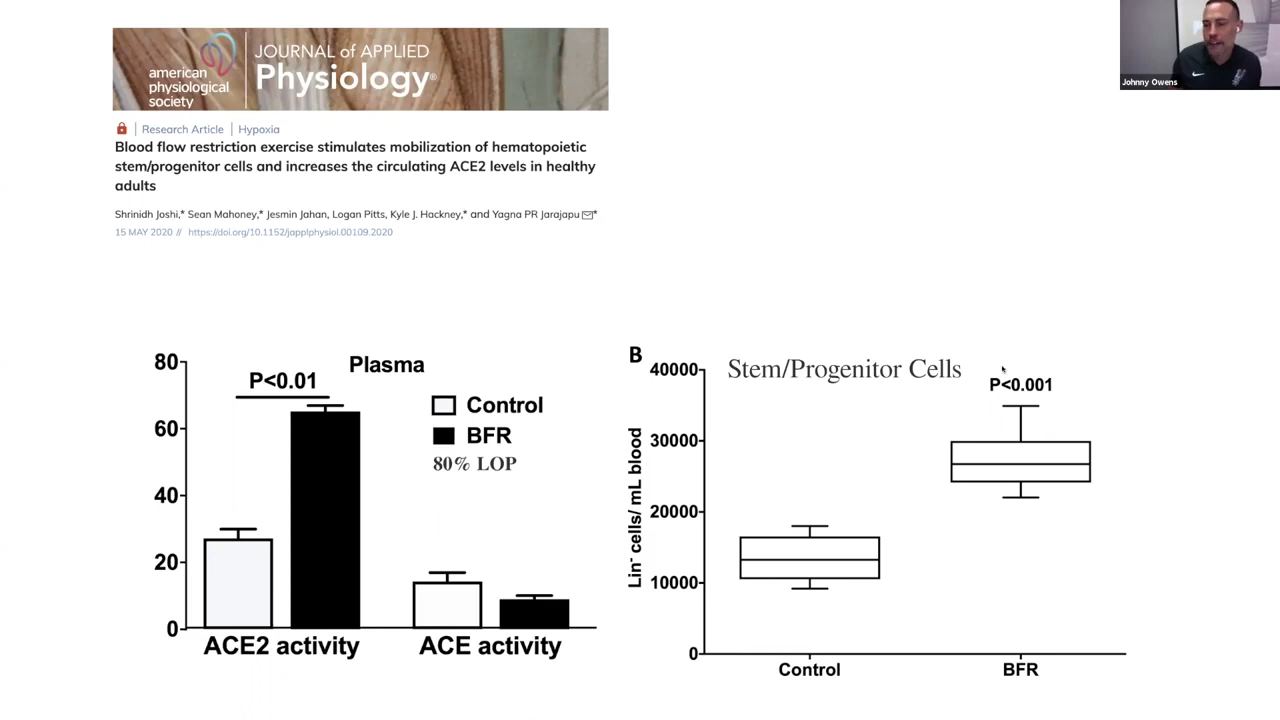 american
physiological
society
JOURNAL of APPLIED
Physiology®
Research Article | Hypoxia
Blood flow restriction exercise stimulates mobilization of hematopoietic
stem/progenitor cells and increases the circulating ACE2 levels in healthy
adults
Shrinidh Joshi,* Sean Mahoney,* Jesmin Jahan, Logan Pitts, Kyle J. Hackney,* and Yagna PR Jarajapu *
15 MAY 2020 // https://doi.org/10.1152/japplphysiol.00109.2020
Johnny Owens
Plasma
P<0.01
Control
BFR
80% LOP
80
60
40
20
0
ACE2 activity
ACE activity
B
Stem/Progenitor Cells
P<0.001
Lin⁻ cells/ mL blood
40000
30000
20000
10000
0
Control
BFR